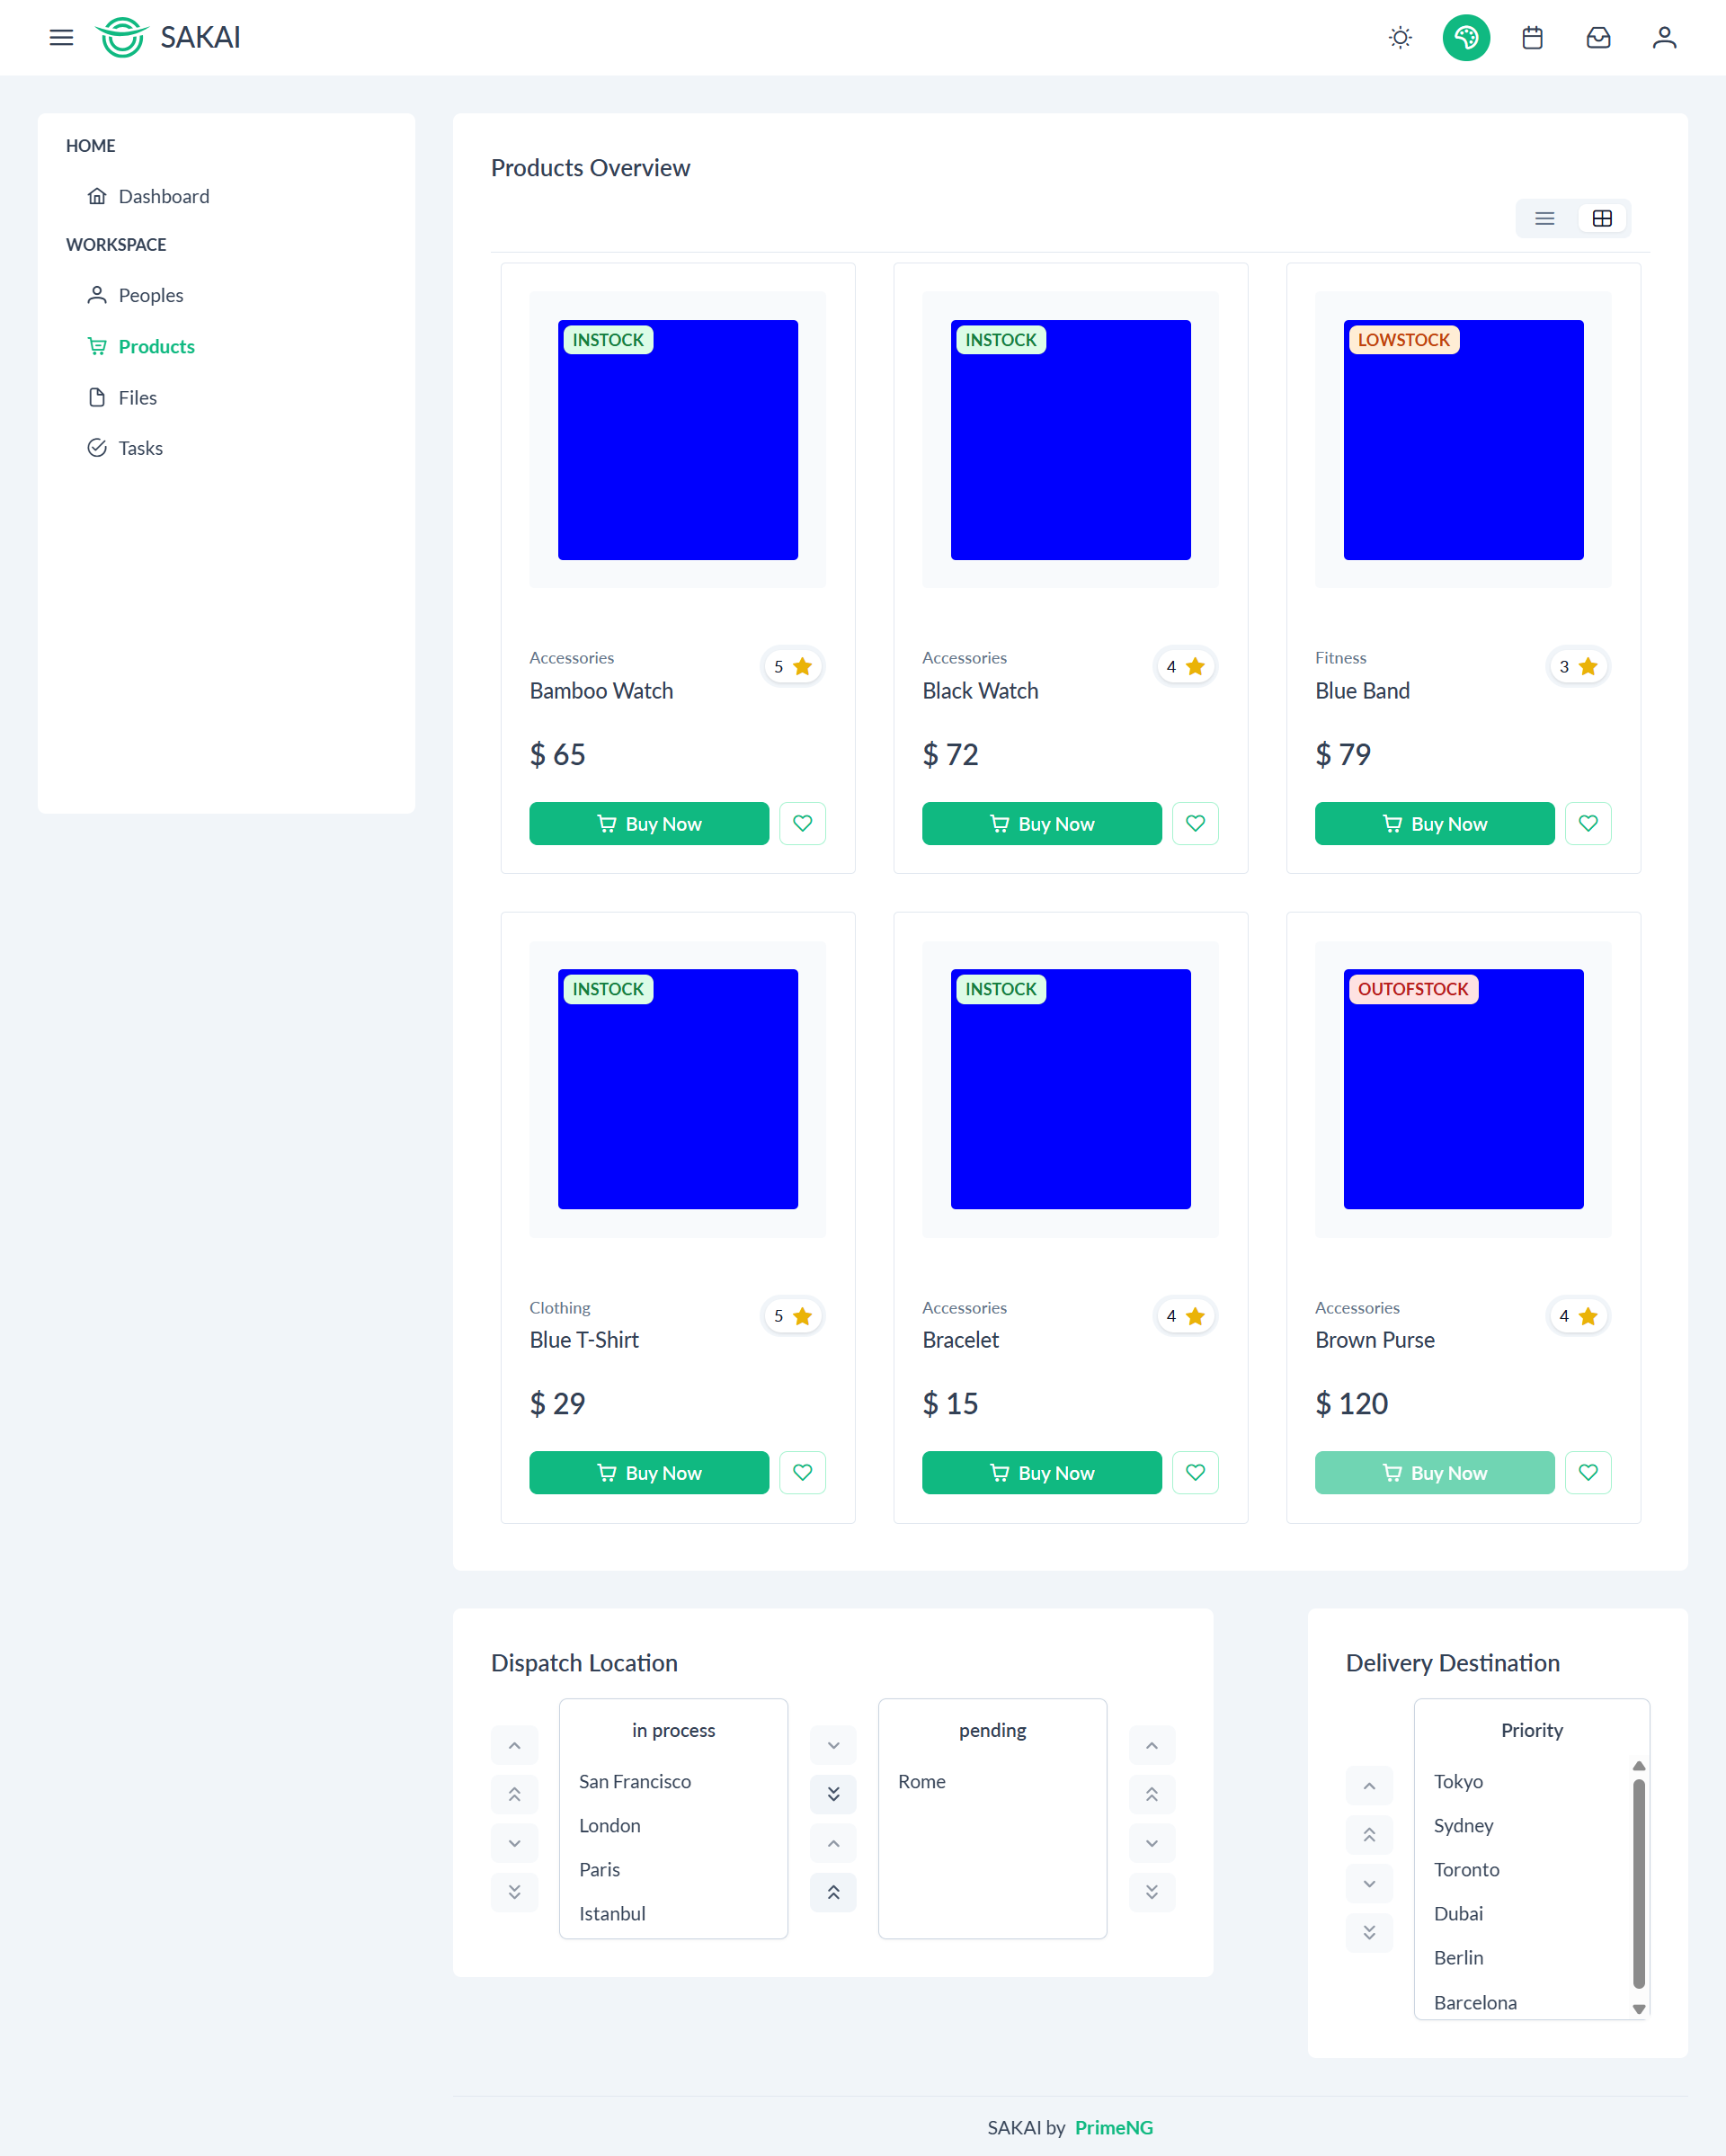 SAKAI
HOME
Dashboard
WORKSPACE
Peoples
Products
Files
Tasks
Products Overview
INSTOCK
Accessories
Bamboo Watch
5
$ 65
Buy Now
INSTOCK
Accessories
Black Watch
4
$ 72
Buy Now
LOWSTOCK
Fitness
Blue Band
3
$ 79
Buy Now
INSTOCK
Clothing
Blue T-Shirt
5
$ 29
Buy Now
INSTOCK
Accessories
Bracelet
4
$ 15
Buy Now
OUTOFSTOCK
Accessories
Brown Purse
4
$ 120
Buy Now
Dispatch Location
in process
San Francisco
London
Paris
Istanbul
pending
Rome
Delivery Destination
Priority
Tokyo
Sydney
Toronto
Dubai
Berlin
Barcelona
SAKAI by PrimeNG